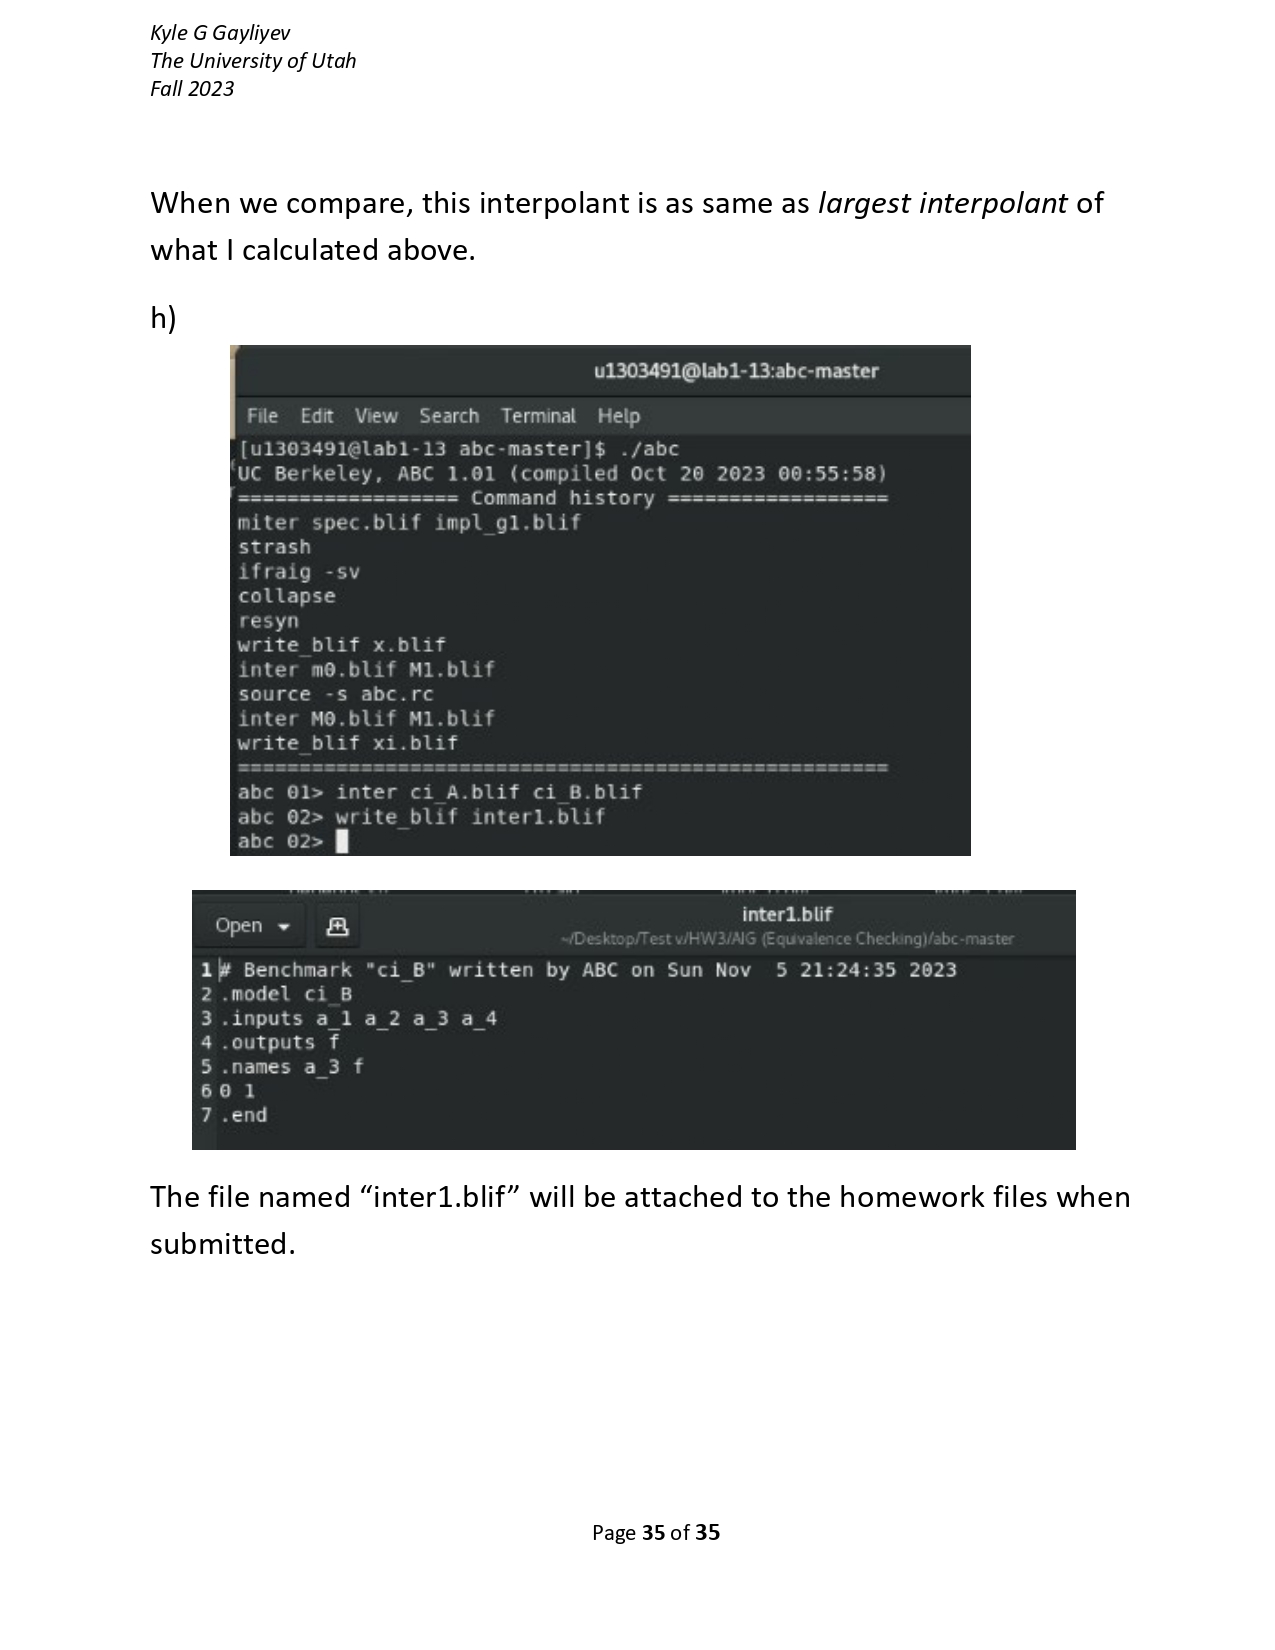 Kyle G Gayliyev
The University of Utah
Fall 2023
When we compare, this interpolant is as same as largest interpolant of
what I calculated above.
h)
u1303491@lab1-13:abc-master
File Edit View Search Terminal Help
[u1303491@lab1-13 abc-master]$ ./abc
UC Berkeley, ABC 1.01 (compiled Oct 20 2023 00:55:58)
================== Command history ==================
miter spec.blif impl_g1.blif
strash
ifraig -sv
collapse
resyn
write_blif x.blif
inter m0.blif M1.blif
source -s abc.rc
inter M0.blif M1.blif
write_blif xi.blif
=====================================================
abc 01> inter ci_A.blif ci_B.blif
abc 02> write_blif inter1.blif
abc 02>
Open
inter1.blif
~/Desktop/Test v/HW3/AIG (Equivalence Checking)/abc-master
1 # Benchmark "ci_B" written by ABC on Sun Nov  5 21:24:35 2023
2 .model ci_B
3 .inputs a_1 a_2 a_3 a_4
4 .outputs f
5 .names a_3 f
6 0 1
7 .end
The file named “inter1.blif” will be attached to the homework files when
submitted.
Page 35 of 35